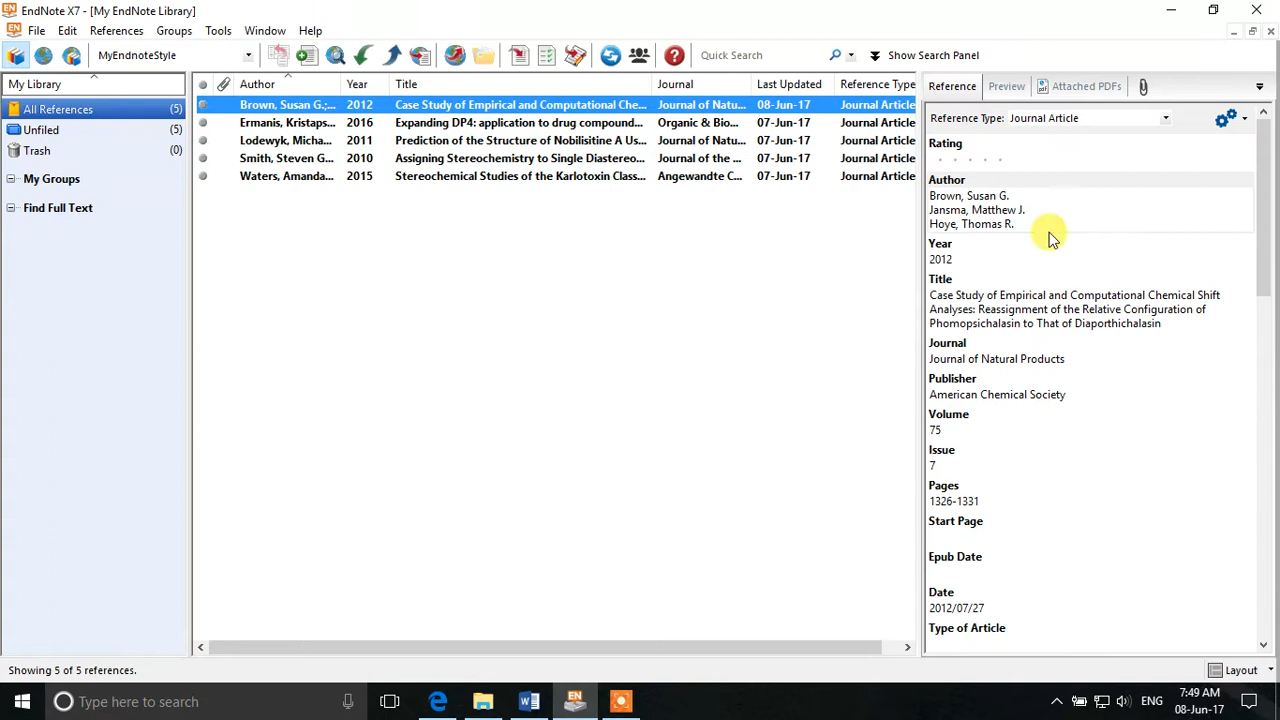 EndNote X7 - [My EndNote Library]
File Edit References Groups Tools Window Help
MyEndnoteStyle Quick Search Show Search Panel
My Library
All References (5)
Unfiled (5)
Trash (0)
My Groups
Find Full Text
Author Year Title Journal Last Updated Reference Type
Brown, Susan G.;... 2012 Case Study of Empirical and Computational Che... Journal of Natu... 08-Jun-17 Journal Article
Ermanis, Kristaps... 2016 Expanding DP4: application to drug compound... Organic & Bio... 07-Jun-17 Journal Article
Lodewyk, Micha... 2011 Prediction of the Structure of Nobilisitine A Us... Journal of Natu... 07-Jun-17 Journal Article
Smith, Steven G... 2010 Assigning Stereochemistry to Single Diastereo... Journal of the ... 07-Jun-17 Journal Article
Waters, Amanda... 2015 Stereochemical Studies of the Karlotoxin Class... Angewandte C... 07-Jun-17 Journal Article
Reference Preview Attached PDFs
Reference Type: Journal Article
Rating
Author
Brown, Susan G.
Jansma, Matthew J.
Hoye, Thomas R.
Year
2012
Title
Case Study of Empirical and Computational Chemical Shift
Analyses: Reassignment of the Relative Configuration of
Phomopsichalasin to That of Diaporthichalasin
Journal
Journal of Natural Products
Publisher
American Chemical Society
Volume
75
Issue
7
Pages
1326-1331
Start Page
Epub Date
Date
2012/07/27
Type of Article
Showing 5 of 5 references.
Layout
Type here to search
ENG
7:49 AM
08-Jun-17